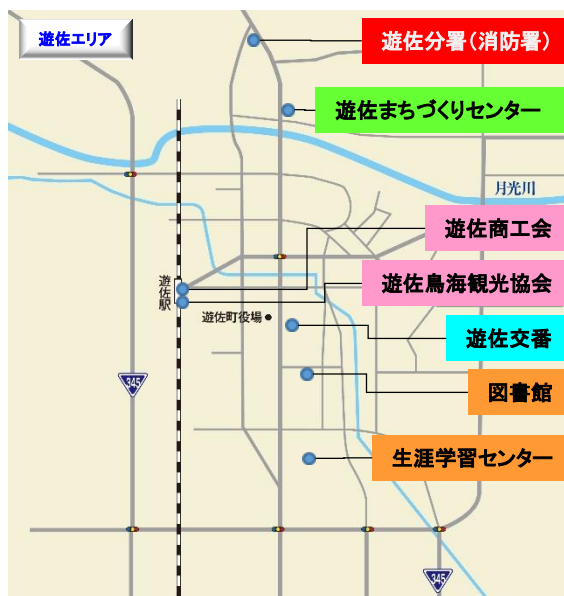 遊佐エリア
遊佐分署(消防署)
遊佐まちづくりセンター
月光川
遊佐商工会
遊佐鳥海観光協会
遊佐駅
遊佐町役場
遊佐交番
345
図書館
生涯学習センター
345